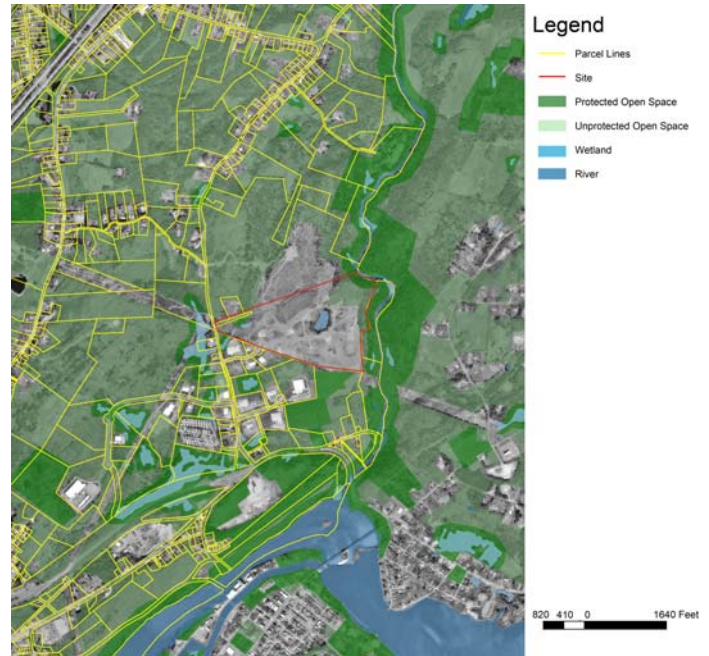 Legend
Parcel Lines
Site
Protected Open Space
Unprotected Open Space
Wetland
River
820 410 0 1640 Feet